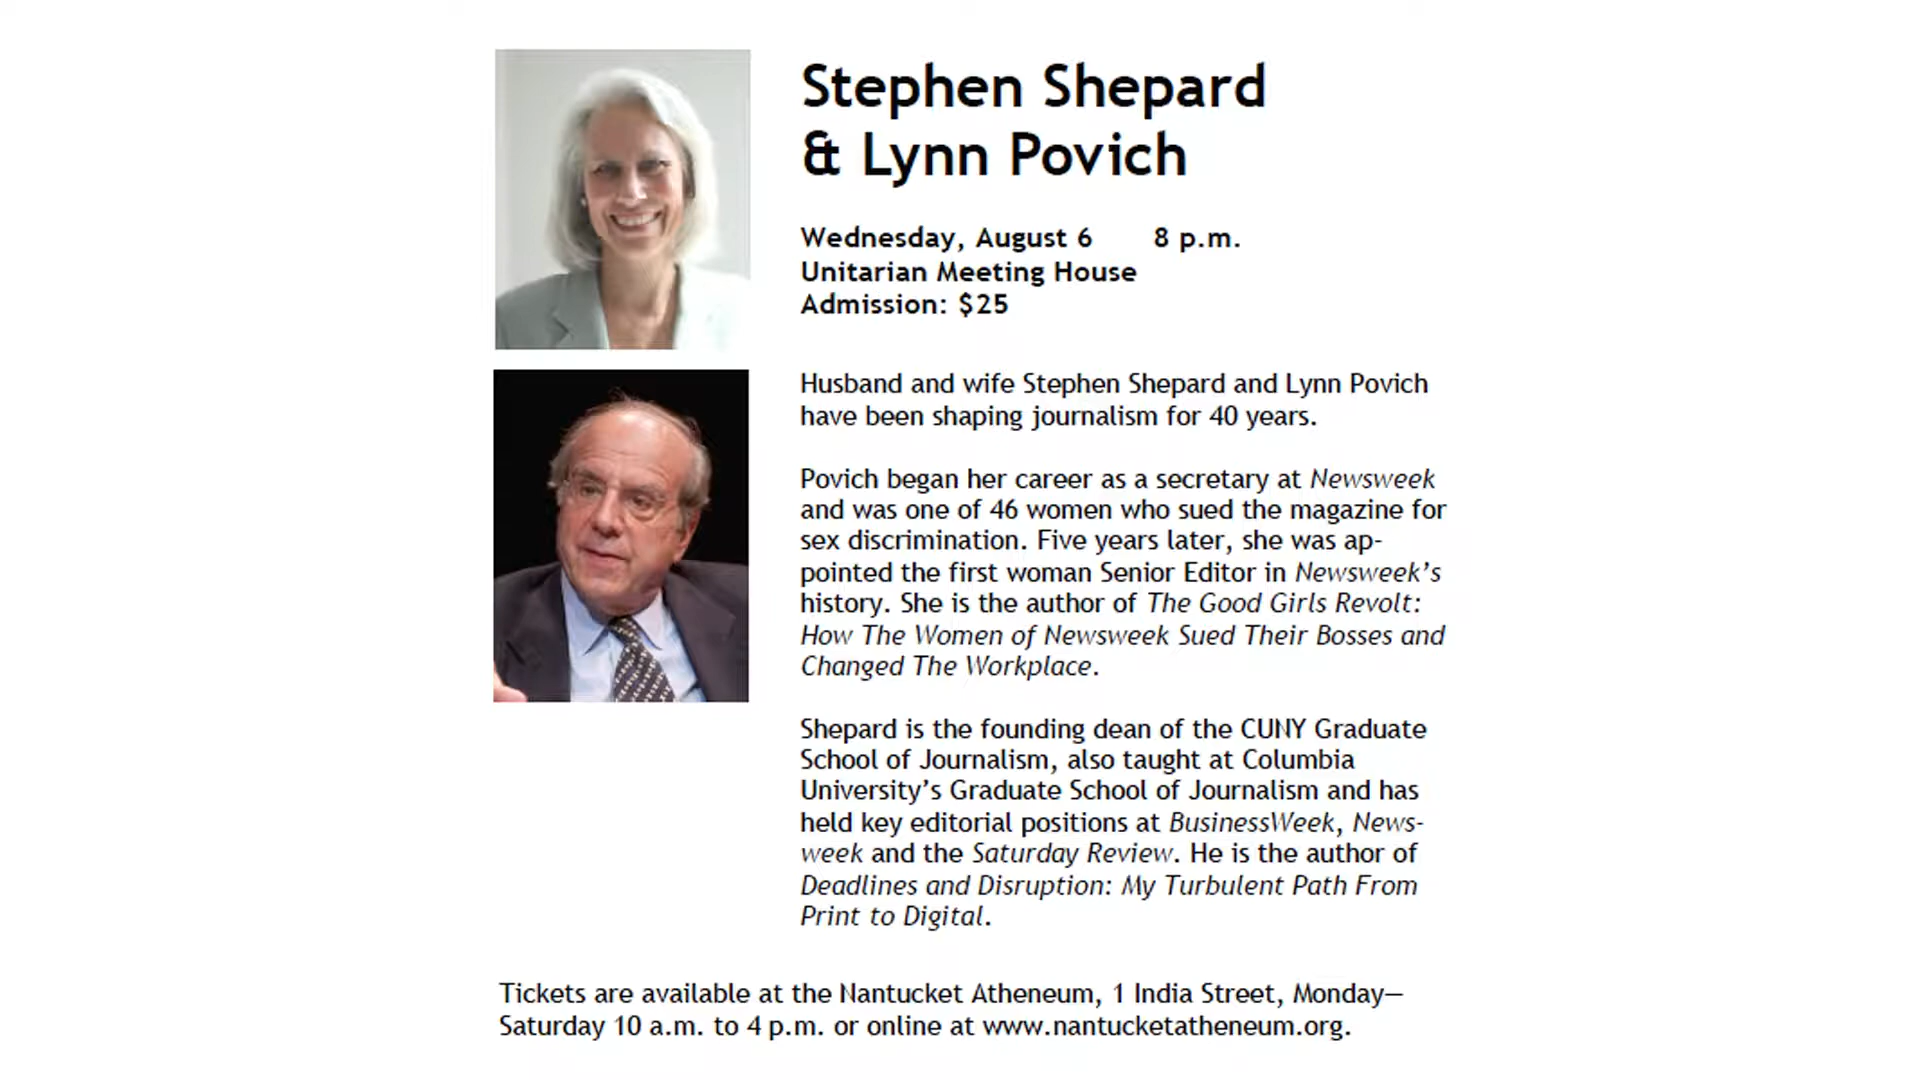 Stephen Shepard
& Lynn Povich
Wednesday, August 6 8 p.m.
Unitarian Meeting House
Admission: $25
Husband and wife Stephen Shepard and Lynn Povich
have been shaping journalism for 40 years.
Povich began her career as a secretary at Newsweek
and was one of 46 women who sued the magazine for
sex discrimination. Five years later, she was ap-
pointed the first woman Senior Editor in Newsweek's
history. She is the author of The Good Girls Revolt:
How The Women of Newsweek Sued Their Bosses and
Changed The Workplace.
Shepard is the founding dean of the CUNY Graduate
School of Journalism, also taught at Columbia
University's Graduate School of Journalism and has
held key editorial positions at BusinessWeek, News-
week and the Saturday Review. He is the author of
Deadlines and Disruption: My Turbulent Path From
Print to Digital.
Tickets are available at the Nantucket Atheneum, 1 India Street, Monday—
Saturday 10 a.m. to 4 p.m. or online at www.nantucketatheneum.org.